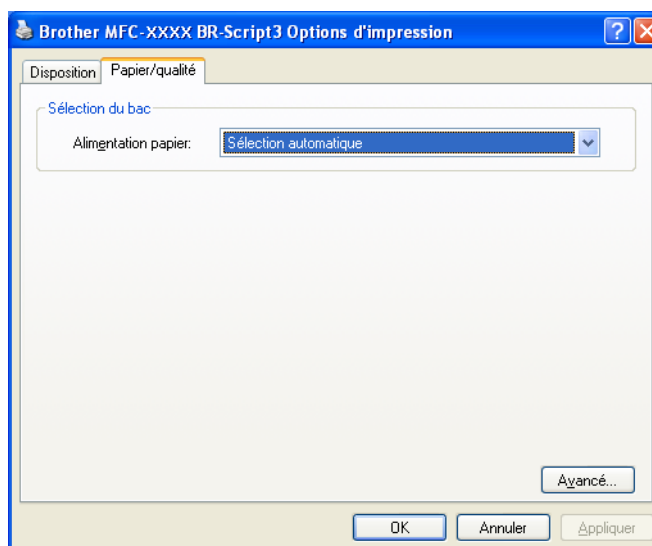 Brother MFC-XXXX BR-Script3 Options d'impression
Disposition Papier/qualité
Sélection du bac
Alimentation papier: Sélection automatique
Avancé...
OK Annuler Appliquer